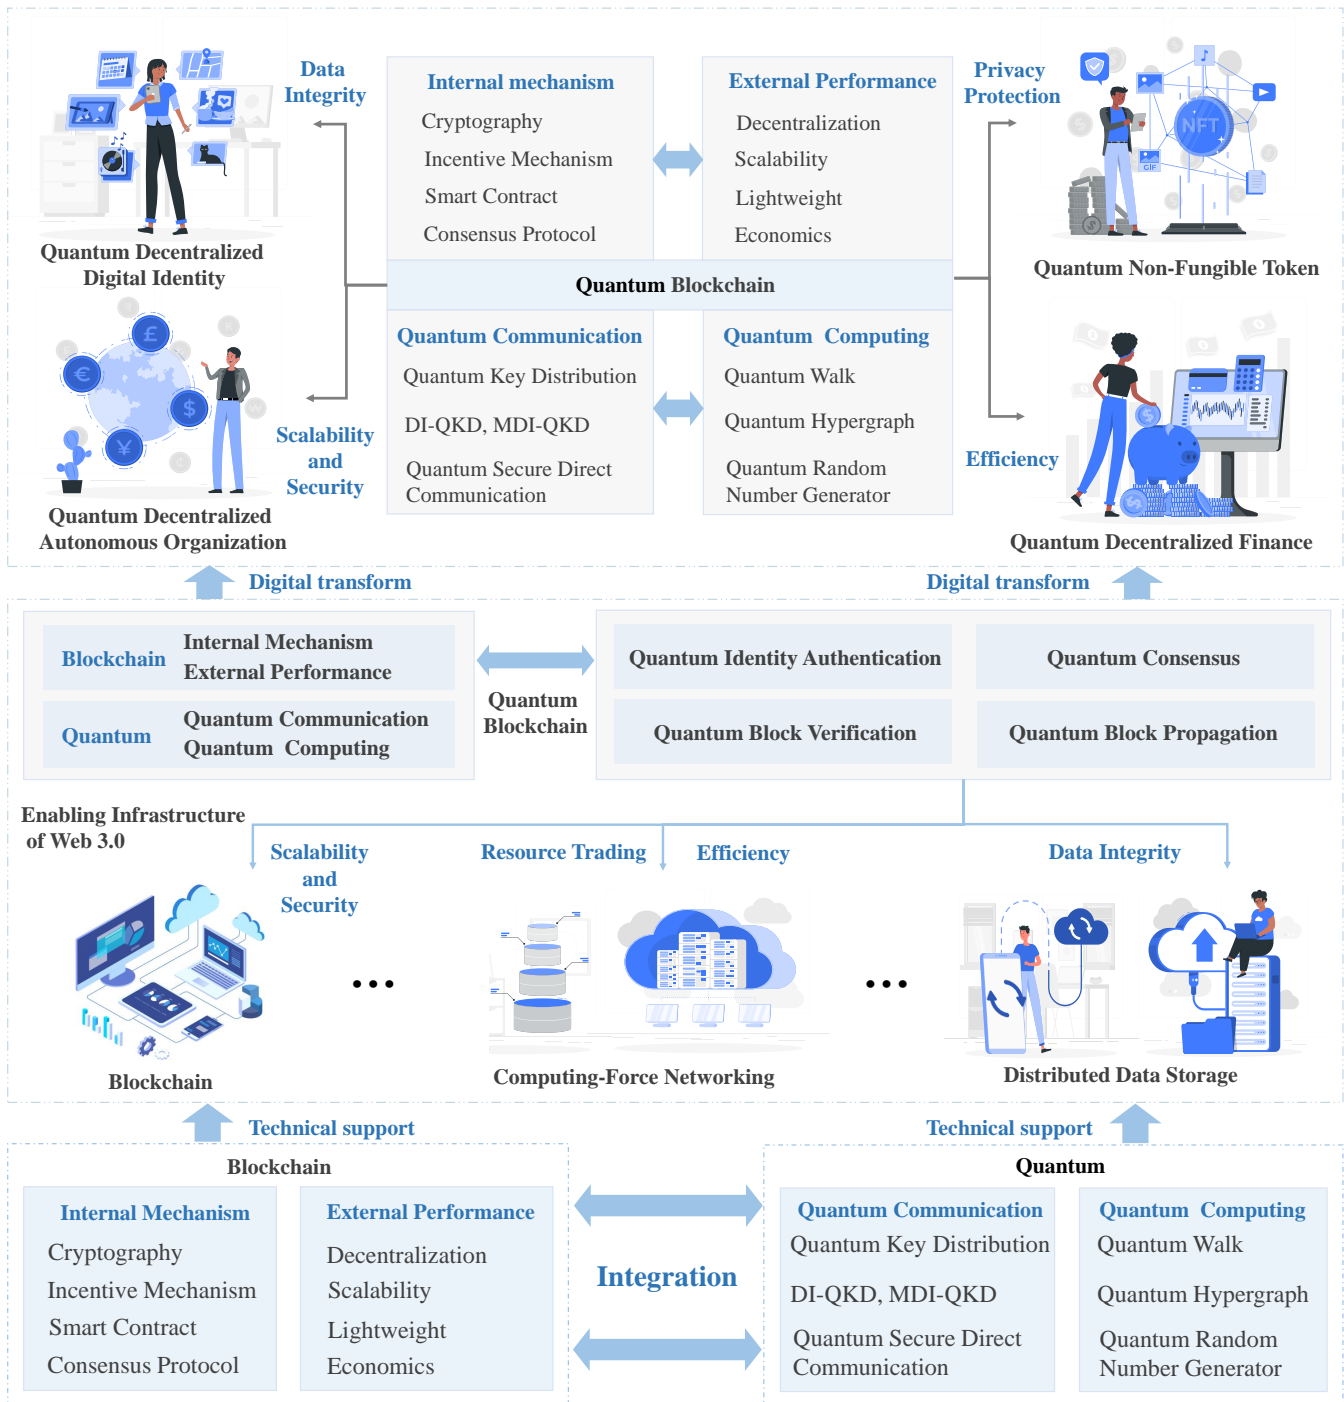 Data
Integrity
Internal mechanism
Cryptography
Incentive Mechanism
Smart Contract
Consensus Protocol
External Performance
Decentralization
Scalability
Lightweight
Economics
Privacy
Protection
NFT
GIF
Quantum Decentralized
Digital Identity
Quantum Blockchain
Quantum Non-Fungible Token
Quantum Communication
Quantum Key Distribution
DI-QKD, MDI-QKD
Quantum Secure Direct
Communication
Quantum Computing
Quantum Walk
Quantum Hypergraph
Quantum Random
Number Generator
Scalability
and
Security
Efficiency
Quantum Decentralized
Autonomous Organization
Quantum Decentralized Finance
Digital transform
Digital transform
Blockchain
Internal Mechanism
External Performance
Quantum
Quantum Communication
Quantum Computing
Quantum
Blockchain
Quantum Identity Authentication
Quantum Consensus
Quantum Block Verification
Quantum Block Propagation
Enabling Infrastructure
of Web 3.0
Scalability
and
Security
Resource Trading
Efficiency
Data Integrity
Blockchain
Computing-Force Networking
Distributed Data Storage
Technical support
Technical support
Blockchain
Internal Mechanism
Cryptography
Incentive Mechanism
Smart Contract
Consensus Protocol
External Performance
Decentralization
Scalability
Lightweight
Economics
Integration
Quantum
Quantum Communication
Quantum Key Distribution
DI-QKD, MDI-QKD
Quantum Secure Direct
Communication
Quantum Computing
Quantum Walk
Quantum Hypergraph
Quantum Random
Number Generator